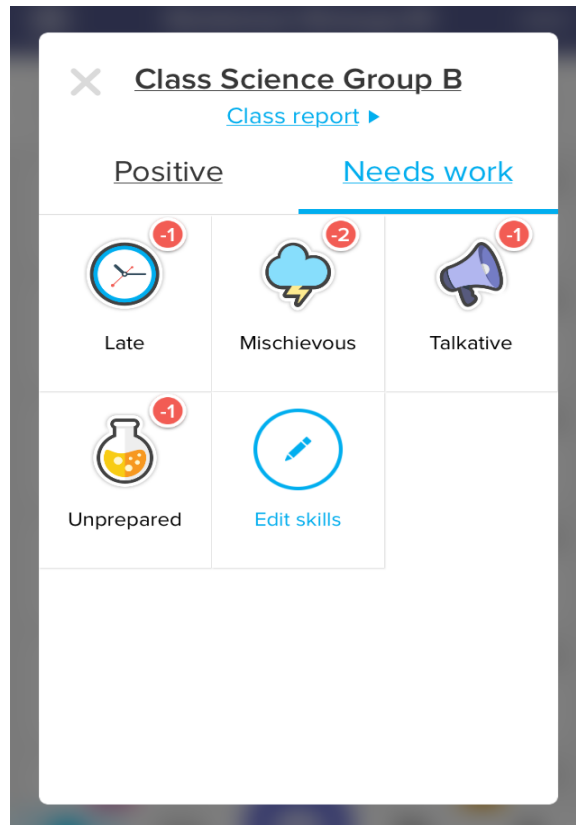 Class Science Group B
Class report
Positive
Needs work
-1
-2
-1
Late
Mischievous
Talkative
-1
Unprepared
Edit skills